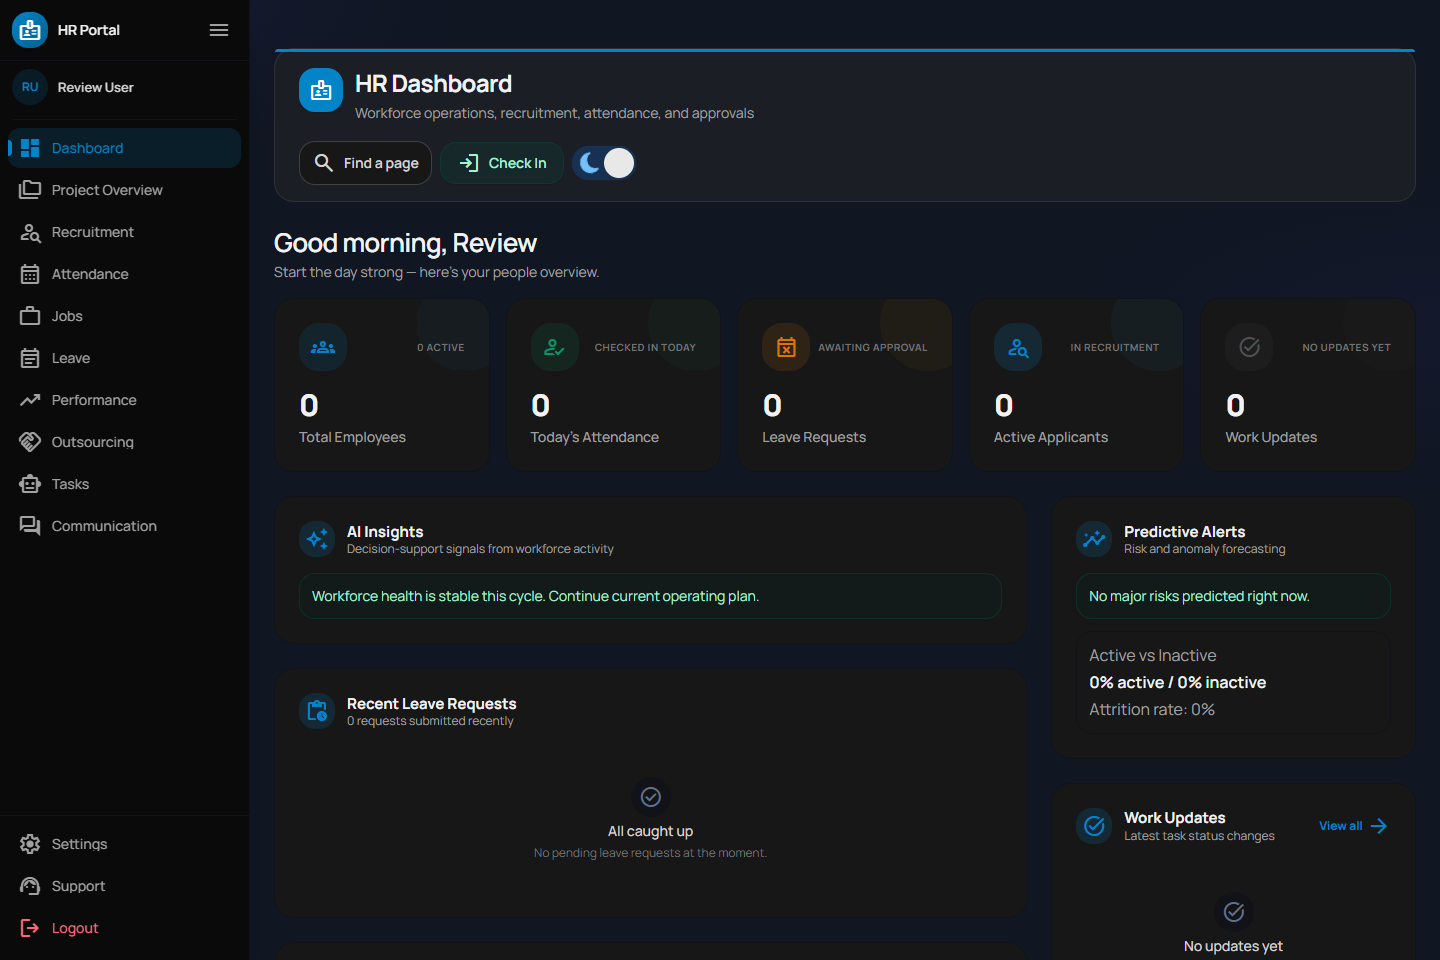 HR Portal
RU
Review User
Dashboard
Project Overview
Recruitment
Attendance
Jobs
Leave
Performance
Outsourcing
Tasks
Communication
Settings
Support
Logout
HR Dashboard
Workforce operations, recruitment, attendance, and approvals
Find a page
Check In
Good morning, Review
Start the day strong — here's your people overview.
0 ACTIVE
0
Total Employees
CHECKED IN TODAY
0
Today's Attendance
AWAITING APPROVAL
0
Leave Requests
IN RECRUITMENT
0
Active Applicants
NO UPDATES YET
0
Work Updates
AI Insights
Decision-support signals from workforce activity
Workforce health is stable this cycle. Continue current operating plan.
Recent Leave Requests
0 requests submitted recently
All caught up
No pending leave requests at the moment.
Predictive Alerts
Risk and anomaly forecasting
No major risks predicted right now.
Active vs Inactive
0% active / 0% inactive
Attrition rate: 0%
Work Updates
Latest task status changes
View all
No updates yet